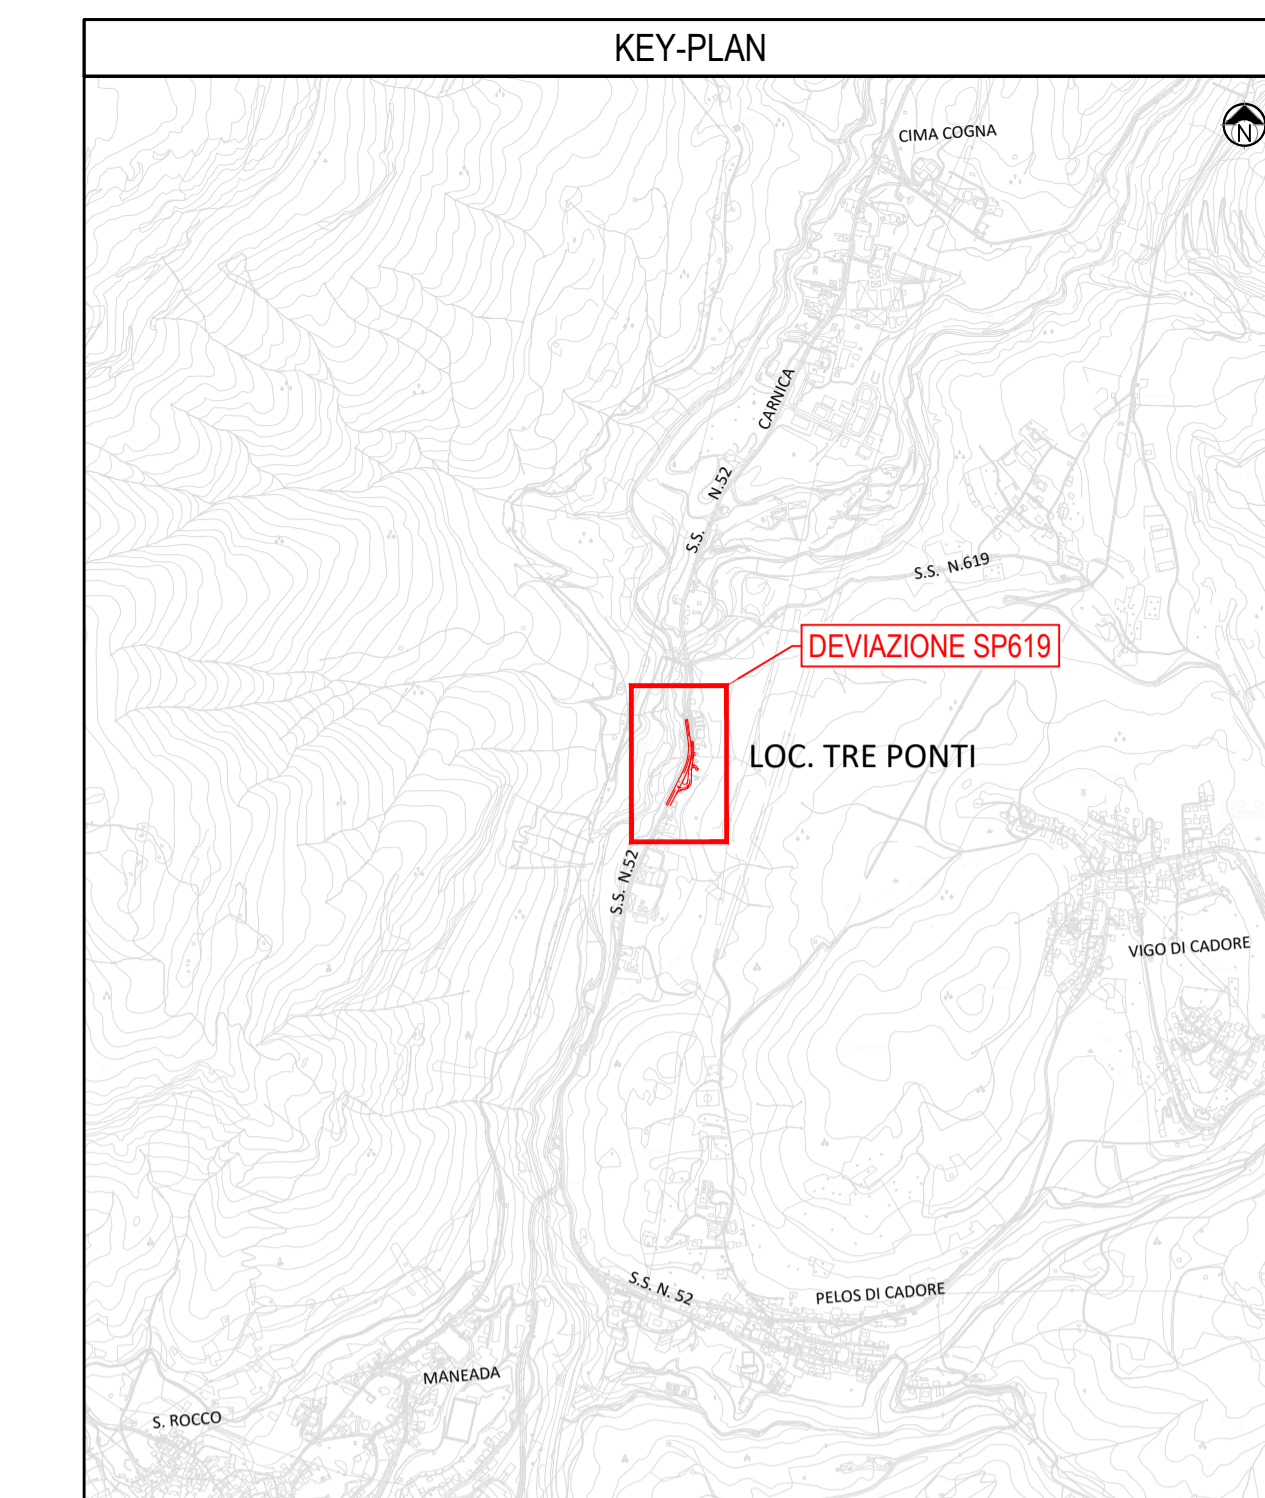 KEY-PLAN
CIMA COGNA
N
CARNICA
N.52
S.S.
S.S. N.619
DEVIAZIONE SP619
LOC. TRE PONTI
S.S. N.52
VIGO DI CADORE
S.S. N. 52
PELOS DI CADORE
MANEADA
S. ROCCO